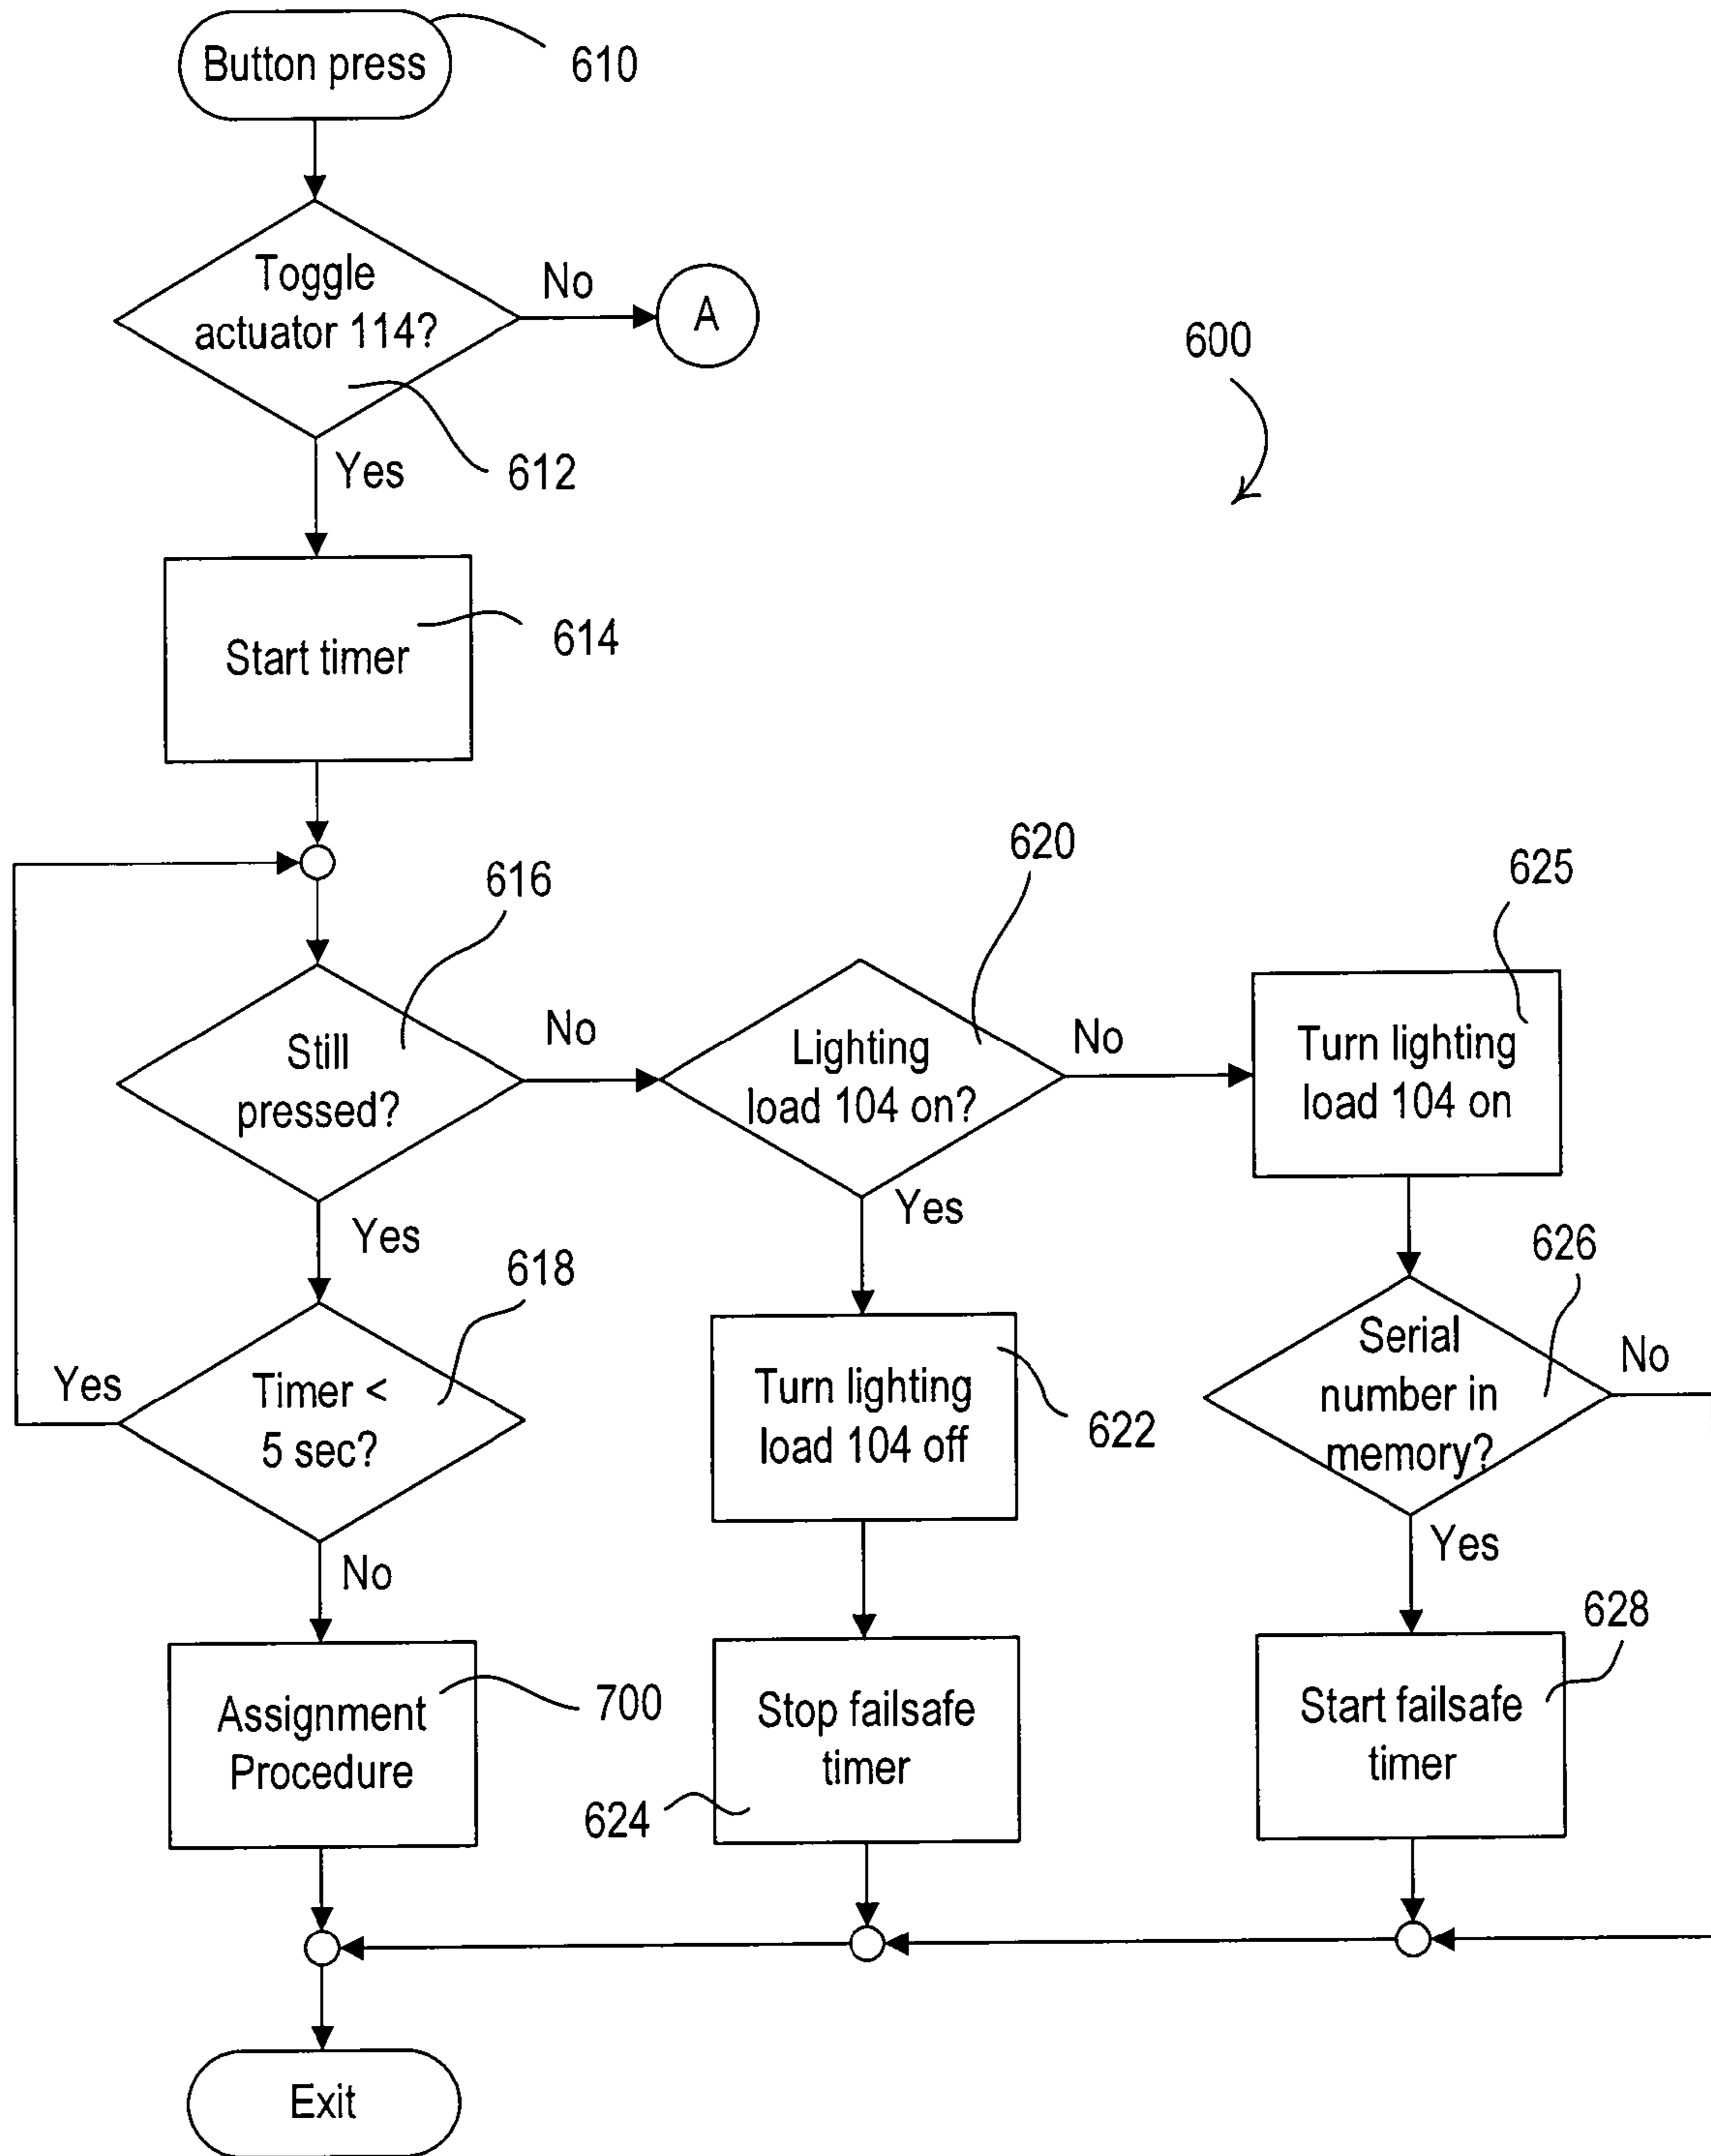 Button press
610
Toggle
actuator 114?
No
A
612
Yes
600
Start timer
614
616
620
625
Still
pressed?
No
Lighting
load 104 on?
No
Turn lighting
load 104 on
Yes
Yes
618
626
Timer <
5 sec?
Yes
Turn lighting
load 104 off
622
Serial
number in
memory?
No
No
Yes
628
Assignment
Procedure
700
Stop failsafe
timer
624
Start failsafe
timer
Exit